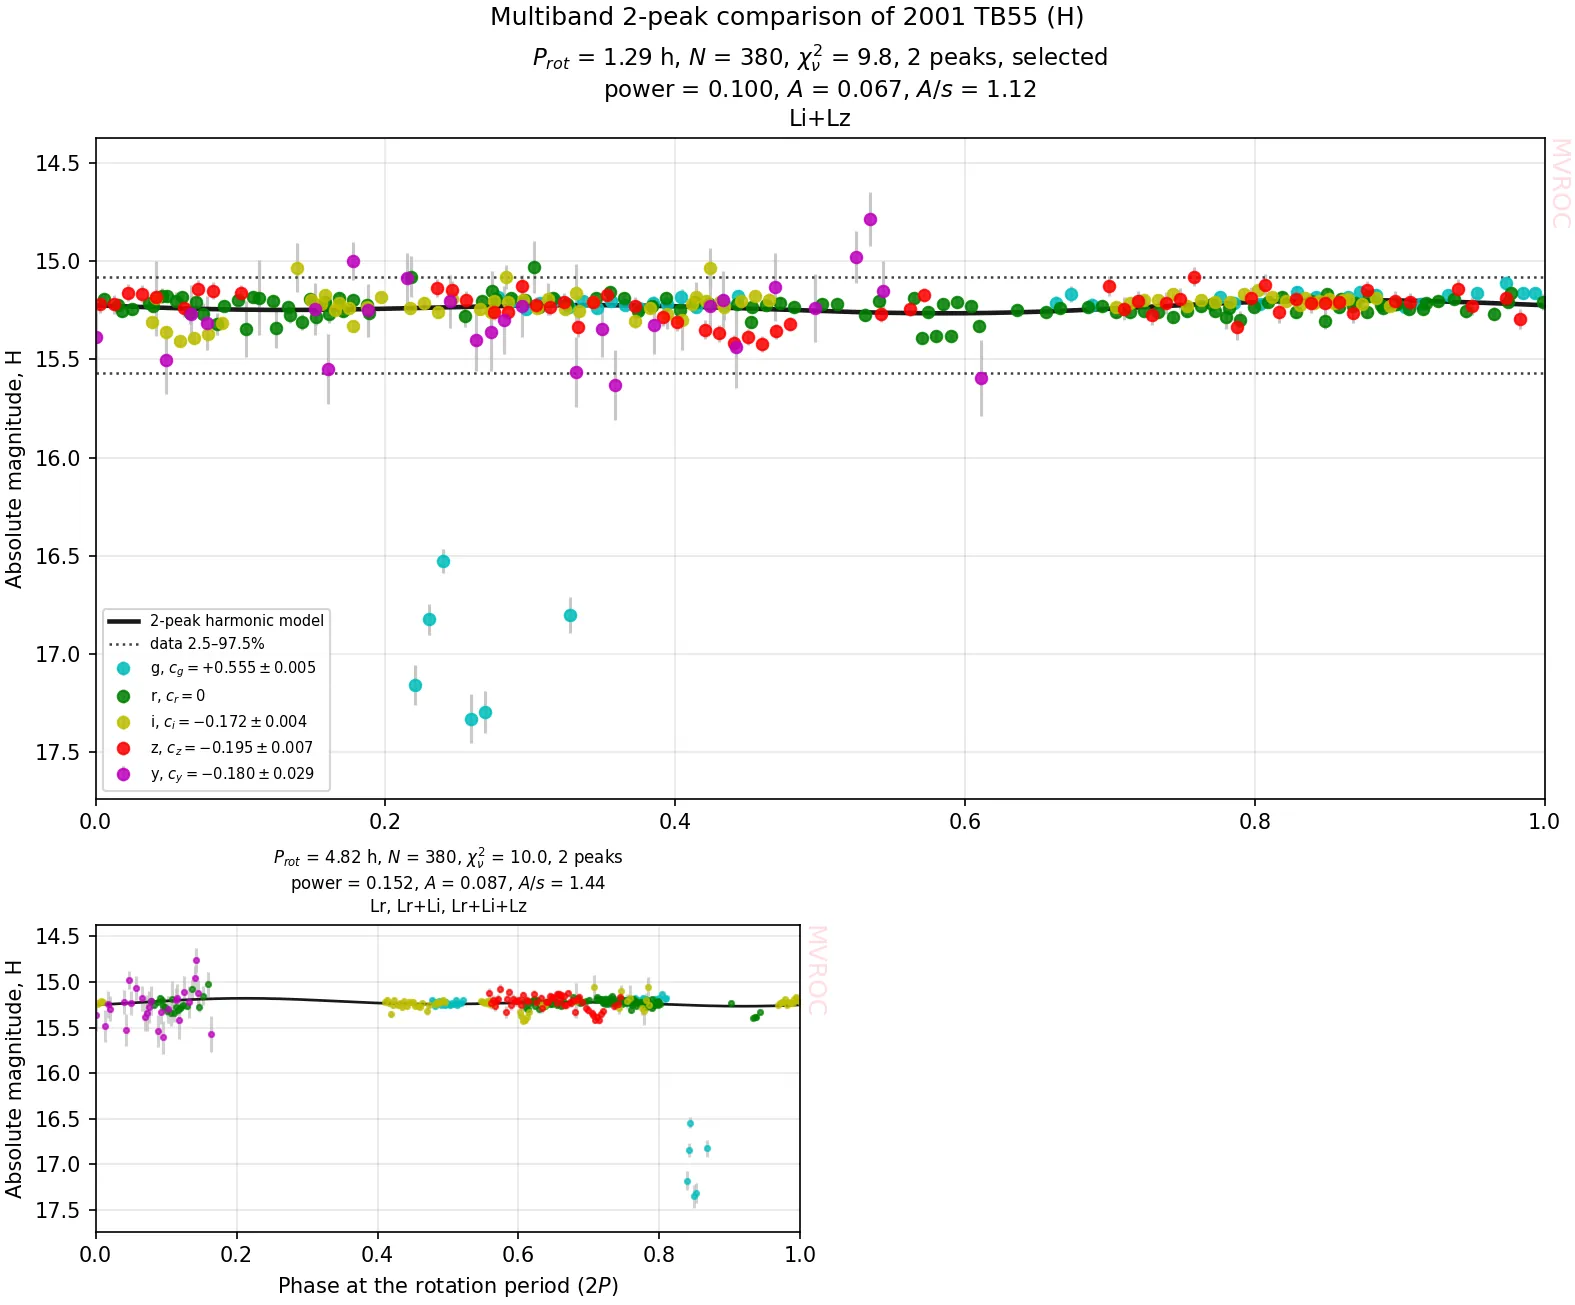 Multiband 2-peak comparison of 2001 TB55 (H)
P_rot = 1.29 h, N = 380, χ²_ν = 9.8, 2 peaks, selected
power = 0.100, A = 0.067, A/s = 1.12
Li+Lz
MVROC
Absolute magnitude, H
14.5
15.0
15.5
16.0
16.5
17.0
17.5
2-peak harmonic model
data 2.5–97.5%
g, c_g = +0.555 ± 0.005
r, c_r = 0
i, c_i = −0.172 ± 0.004
z, c_z = −0.195 ± 0.007
y, c_y = −0.180 ± 0.029
0.0 0.2 0.4 0.6 0.8 1.0
P_rot = 4.82 h, N = 380, χ²_ν = 10.0, 2 peaks
power = 0.152, A = 0.087, A/s = 1.44
Lr, Lr+Li, Lr+Li+Lz
MVROC
Absolute magnitude, H
14.5
15.0
15.5
16.0
16.5
17.0
17.5
0.0 0.2 0.4 0.6 0.8 1.0
Phase at the rotation period (2P)